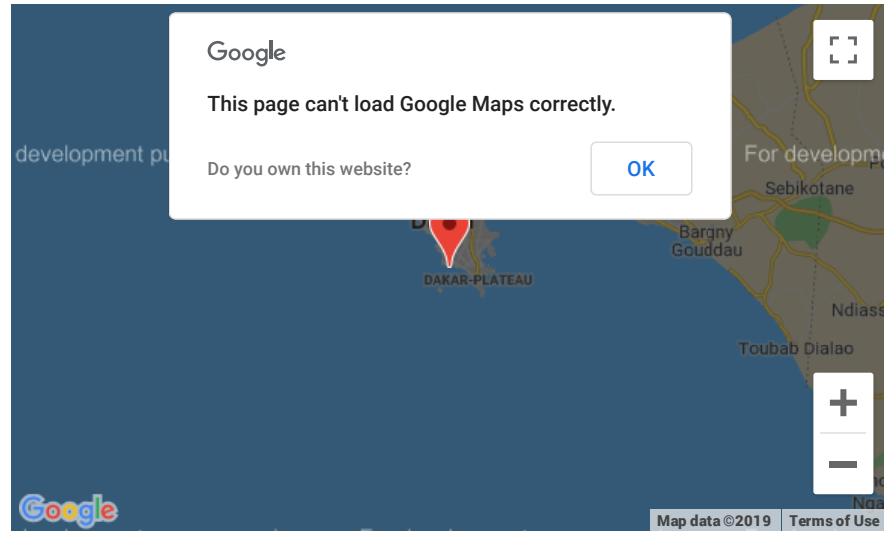 Google
This page can't load Google Maps correctly.
Do you own this website?
OK
development pu
For developme
Sebikotane
Bargny
Gouddau
DAKAR-PLATEAU
Ndiass
Toubab Dialao
Nga
Google
Map data ©2019
Terms of Use